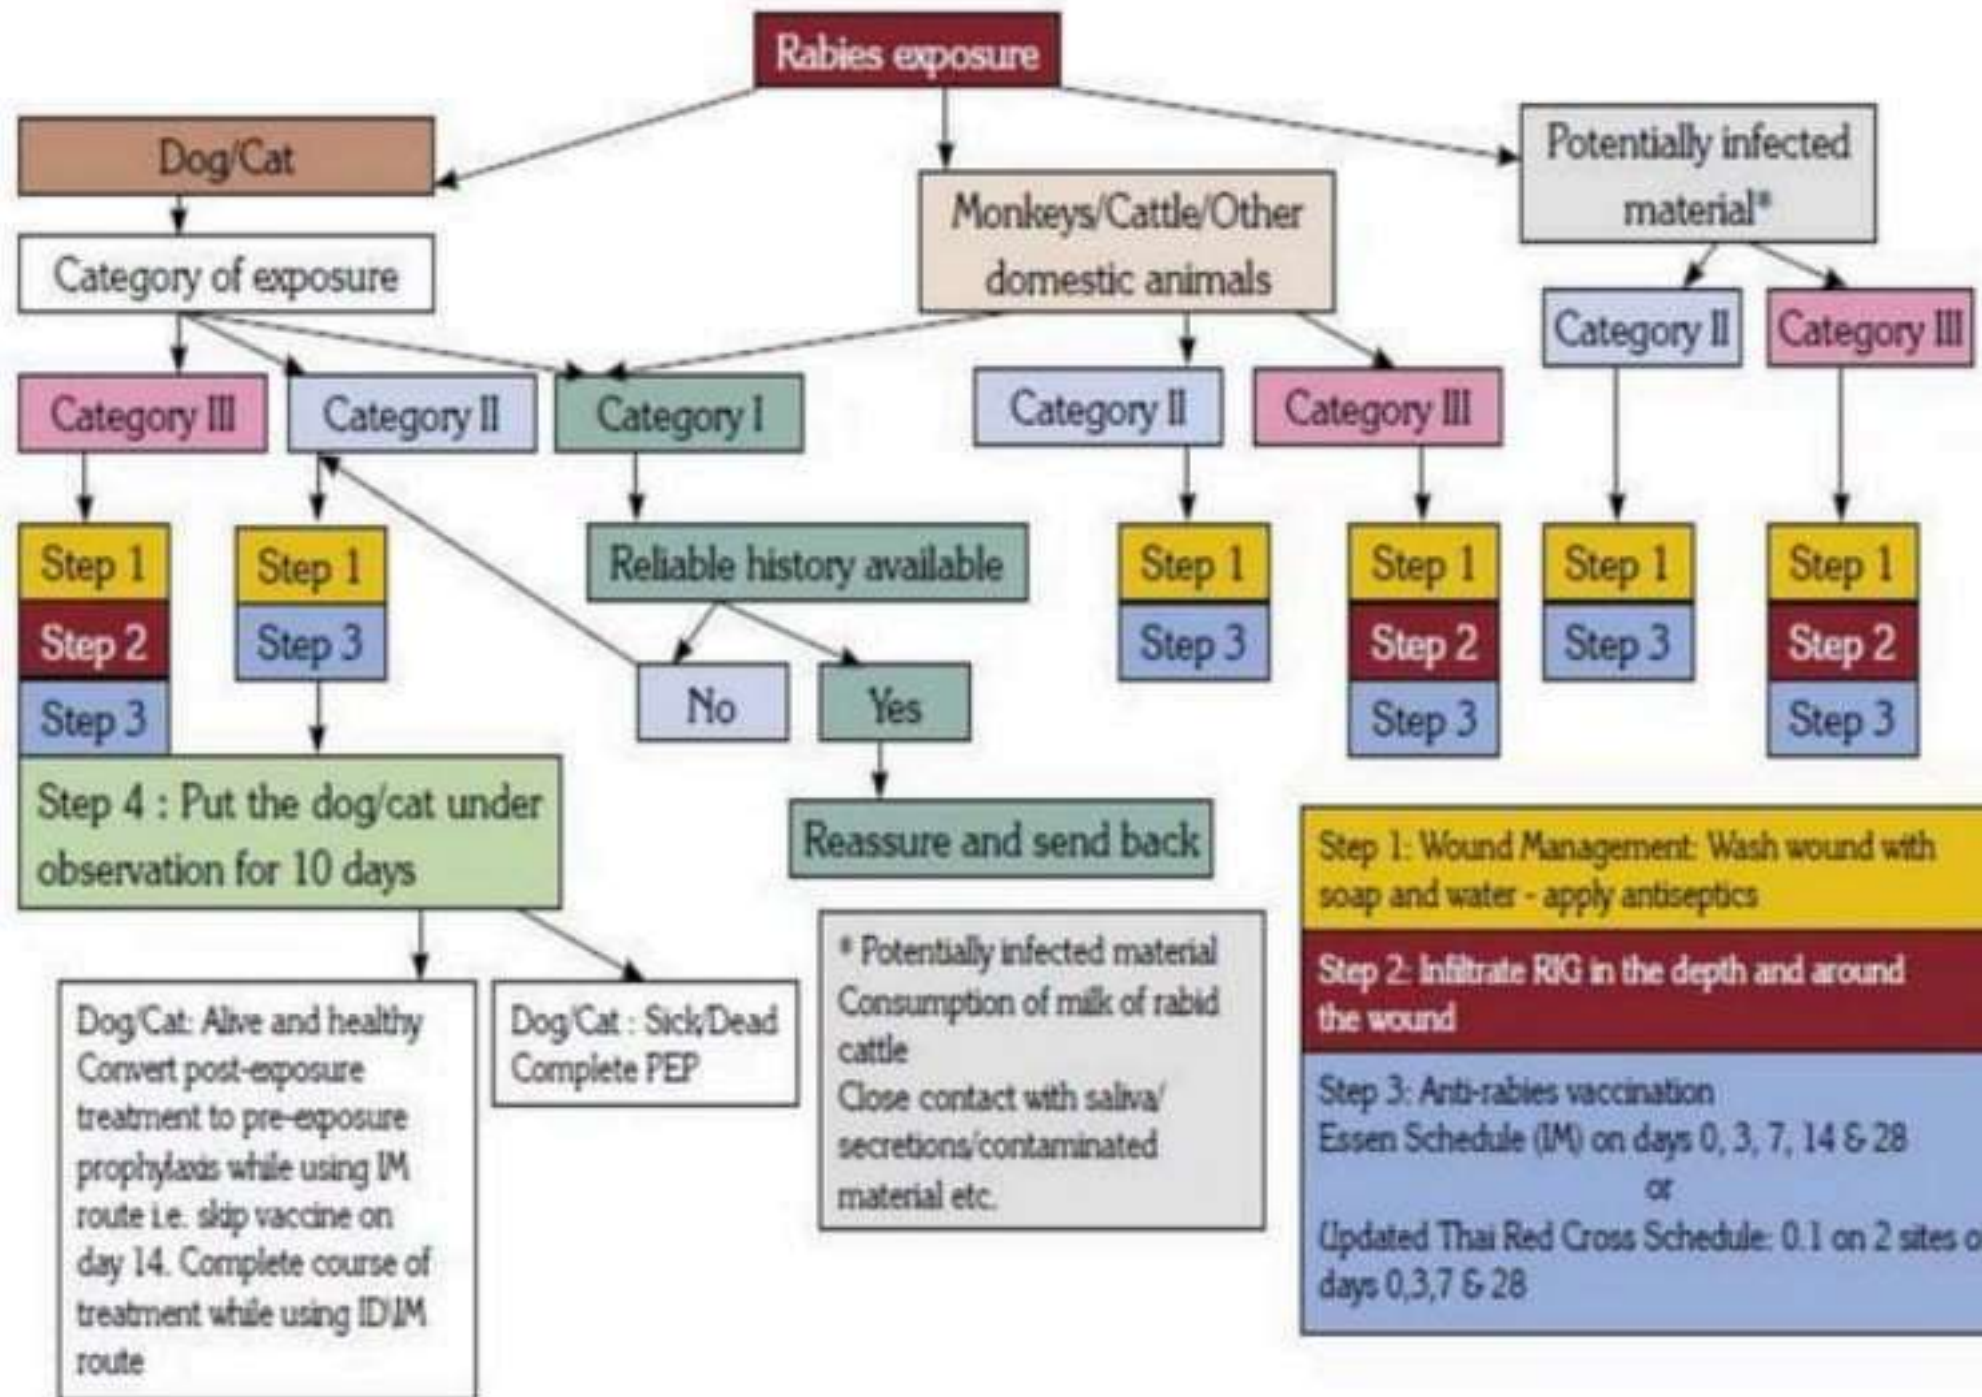 Rabies exposure
Dog/Cat
Potentially infected
material*
Monkeys/Cattle/Other
domestic animals
Category of exposure
Category II
Category III
Category III
Category II
Category I
Category II
Category III
Step 1
Step 2
Step 3
Step 1
Step 3
Reliable history available
No
Yes
Reassure and send back
Step 1
Step 3
Step 1
Step 2
Step 3
Step 1
Step 3
Step 1
Step 2
Step 3
Step 4 : Put the dog/cat under
observation for 10 days
Dog/Cat: Alive and healthy
Convert post-exposure
treatment to pre-exposure
prophylaxis while using IM
route i.e. skip vaccine on
day 14. Complete course of
treatment while using ID\IM
route
Dog/Cat : Sick/Dead
Complete PEP
* Potentially infected material
Consumption of milk of rabid
cattle
Close contact with saliva/
secretions/contaminated
material etc.
Step 1: Wound Management: Wash wound with
soap and water - apply antiseptics
Step 2: Infiltrate RIG in the depth and around
the wound
Step 3: Anti-rabies vaccination
Essen Schedule (IM) on days 0, 3, 7, 14 & 28
or
Updated Thai Red Cross Schedule: 0.1 on 2 sites
days 0,3,7 & 28